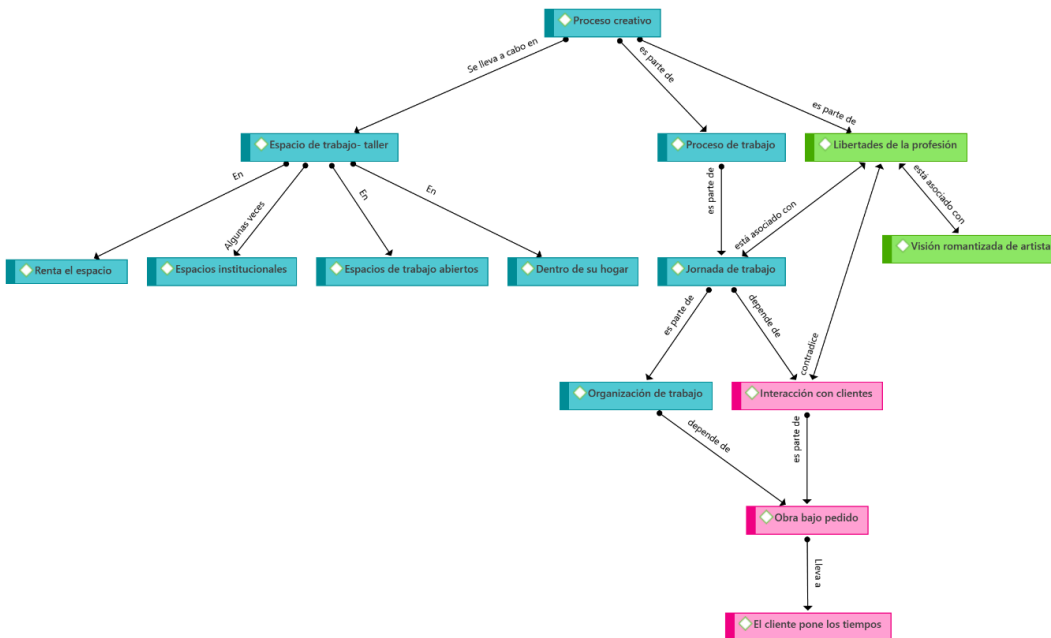 Proceso creativo
Se lleva a cabo en
es parte de
es parte de
Espacio de trabajo- taller
Proceso de trabajo
Libertades de la profesión
En
Algunas veces
En
En
es parte de
está asociado con
está asociado con
Visión romantizada de artista
Renta el espacio
Espacios institucionales
Espacios de trabajo abiertos
Dentro de su hogar
Jornada de trabajo
es parte de
depende de
contradice
Organización de trabajo
Interacción con clientes
depende de
es parte de
Obra bajo pedido
Lleva a
El cliente pone los tiempos